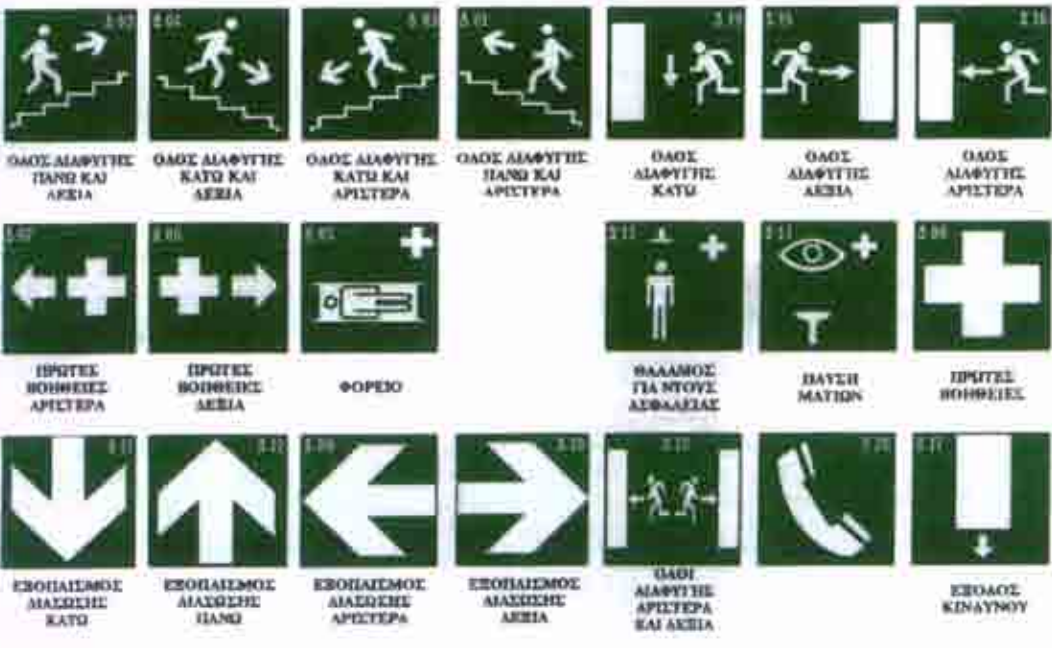 ΟΔΟΣ ΔΙΑΦΥΓΗΣ
ΠΑΝΩ ΚΑΙ
ΔΕΞΙΑ
ΟΔΟΣ ΔΙΑΦΥΓΗΣ
ΚΑΤΩ ΚΑΙ
ΔΕΞΙΑ
ΟΔΟΣ ΔΙΑΦΥΓΗΣ
ΚΑΤΩ ΚΑΙ
ΑΡΙΣΤΕΡΑ
ΟΔΟΣ ΔΙΑΦΥΓΗΣ
ΠΑΝΩ ΚΑΙ
ΑΡΙΣΤΕΡΑ
ΟΔΟΣ
ΔΙΑΦΥΓΗΣ
ΚΑΤΩ
ΟΔΟΣ
ΔΙΑΦΥΓΗΣ
ΔΕΞΙΑ
ΟΔΟΣ
ΔΙΑΦΥΓΗΣ
ΑΡΙΣΤΕΡΑ
ΠΡΩΤΕΣ
ΒΟΗΘΕΙΕΣ
ΑΡΙΣΤΕΡΑ
ΠΡΩΤΕΣ
ΒΟΗΘΕΙΕΣ
ΔΕΞΙΑ
ΦΟΡΕΙΟ
ΘΑΛΑΜΟΣ
ΓΙΑ ΝΤΟΥΣ
ΑΣΦΑΛΕΙΑΣ
ΠΛΥΣΗ
ΜΑΤΙΩΝ
ΠΡΩΤΕΣ
ΒΟΗΘΕΙΕΣ
ΕΞΟΠΛΙΣΜΟΣ
ΔΙΑΣΩΣΗΣ
ΚΑΤΩ
ΕΞΟΠΛΙΣΜΟΣ
ΔΙΑΣΩΣΗΣ
ΠΑΝΩ
ΕΞΟΠΛΙΣΜΟΣ
ΔΙΑΣΩΣΗΣ
ΑΡΙΣΤΕΡΑ
ΕΞΟΠΛΙΣΜΟΣ
ΔΙΑΣΩΣΗΣ
ΔΕΞΙΑ
ΟΔΟΙ
ΔΙΑΦΥΓΗΣ
ΑΡΙΣΤΕΡΑ
ΚΑΙ ΔΕΞΙΑ
ΕΞΟΔΟΣ
ΚΙΝΔΥΝΟΥ